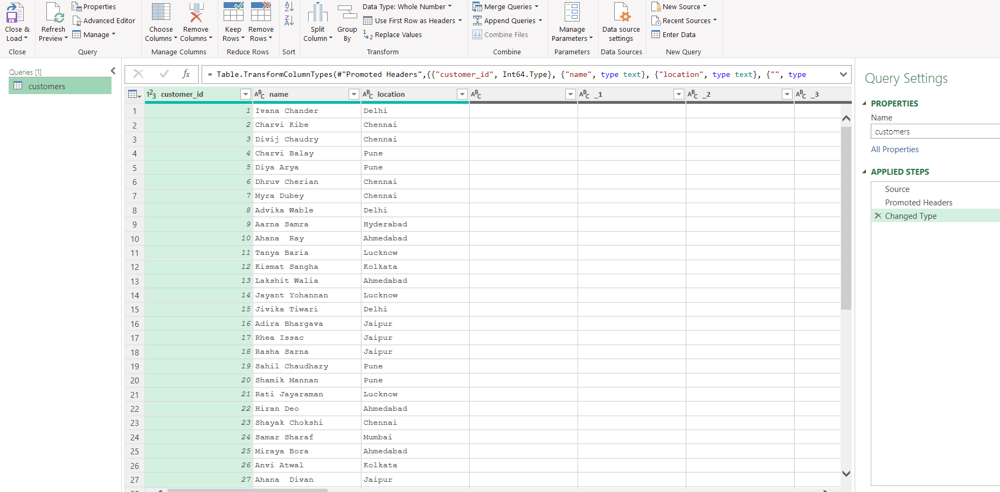 Close & Load
Close
Refresh Preview
Properties
Advanced Editor
Manage
Query
Choose Columns
Remove Columns
Manage Columns
Keep Rows
Remove Rows
Reduce Rows
A Z
Z A
Sort
Split Column
Group By
Data Type: Whole Number
Use First Row as Headers
1 2 Replace Values
Transform
Merge Queries
Append Queries
Combine Files
Combine
Manage Parameters
Parameters
Data source settings
Data Sources
New Source
Recent Sources
Enter Data
New Query
Queries [1]
customers
fx
= Table.TransformColumnTypes(#"Promoted Headers",{{"customer_id", Int64.Type}, {"name", type text}, {"location", type text}, {"", type
123 customer_id ABC name ABC location ABC ABC _1 ABC _2 ABC _3
1 1 Ivana Chander Delhi
2 2 Charvi Kibe Chennai
3 3 Divij Chaudry Chennai
4 4 Charvi Balay Pune
5 5 Diya Arya Pune
6 6 Dhruv Cherian Chennai
7 7 Myra Dubey Chennai
8 8 Advika Wable Delhi
9 9 Aarna Samra Hyderabad
10 10 Ahana  Ray Ahmedabad
11 11 Tanya Baria Lucknow
12 12 Kismat Sangha Kolkata
13 13 Lakshit Walia Ahmedabad
14 14 Jayant Yohannan Lucknow
15 15 Jivika Tiwari Delhi
16 16 Adira Bhargava Jaipur
17 17 Rhea Issac Jaipur
18 18 Rasha Sarna Jaipur
19 19 Sahil Chaudhary Pune
20 20 Shamik Mannan Pune
21 21 Rati Jayaraman Lucknow
22 22 Hiran Deo Ahmedabad
23 23 Shayak Chokshi Chennai
24 24 Samar Sharaf Mumbai
25 25 Miraya Bora Ahmedabad
26 26 Anvi Atwal Kolkata
27 27 Ahana  Divan Jaipur
Query Settings
PROPERTIES
Name
customers
All Properties
APPLIED STEPS
Source
Promoted Headers
Changed Type